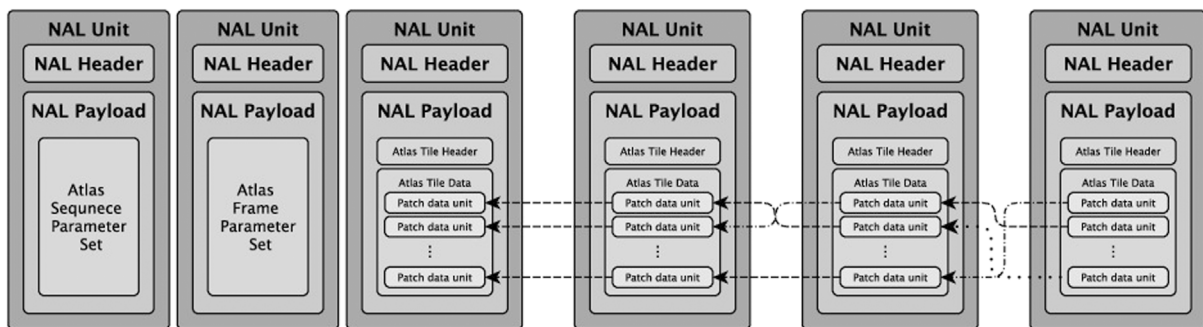 NAL Unit
NAL Header
NAL Payload
Atlas
Sequnece
Parameter
Set
NAL Unit
NAL Header
NAL Payload
Atlas
Frame
Parameter
Set
NAL Unit
NAL Header
NAL Payload
Atlas Tile Header
Atlas Tile Data
Patch data unit
Patch data unit
⋮
Patch data unit
NAL Unit
NAL Header
NAL Payload
Atlas Tile Header
Atlas Tile Data
Patch data unit
Patch data unit
⋮
Patch data unit
NAL Unit
NAL Header
NAL Payload
Atlas Tile Header
Atlas Tile Data
Patch data unit
Patch data unit
⋮
Patch data unit
NAL Unit
NAL Header
NAL Payload
Atlas Tile Header
Atlas Tile Data
Patch data unit
Patch data unit
⋮
Patch data unit